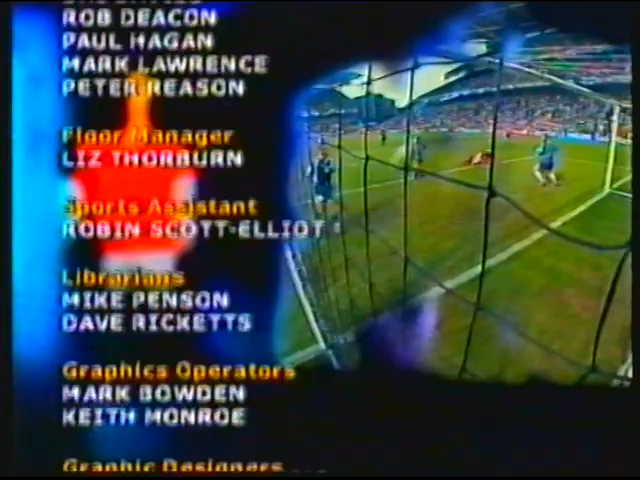 ROB DEACON
PAUL HAGAN
MARK LAWRENCE
PETER REASON
Floor Manager
LIZ THORBURN
Sports Assistant
ROBIN SCOTT-ELLIOT
Librarians
MIKE PENSON
DAVE RICKETTS
Graphics Operators
MARK BOWDEN
KEITH MONROE
Graphic Designers